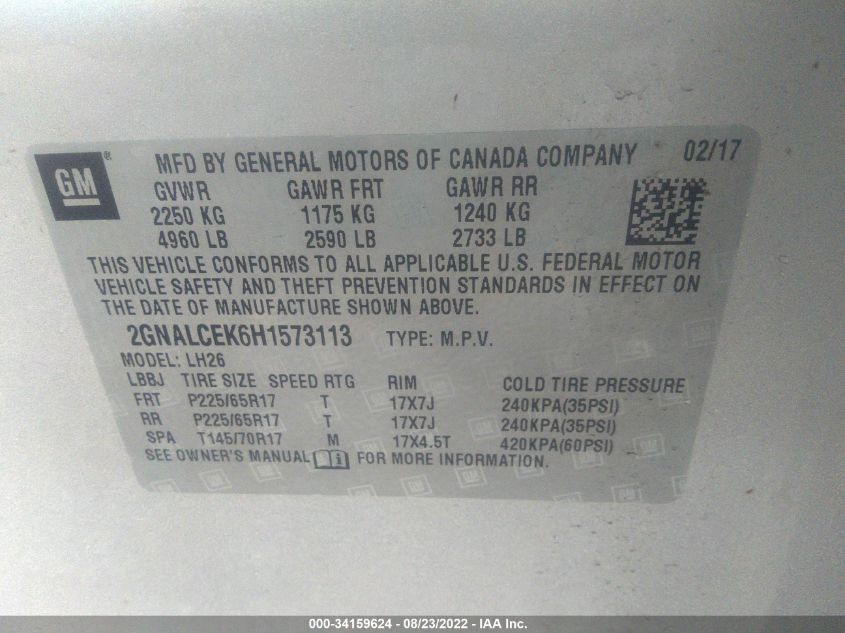 GM ® MFD BY GENERAL MOTORS OF CANADA COMPANY 02/17
GVWR GAWR FRT GAWR RR
2250 KG 1175 KG 1240 KG
4960 LB 2590 LB 2733 LB
THIS VEHICLE CONFORMS TO ALL APPLICABLE U.S. FEDERAL MOTOR
VEHICLE SAFETY AND THEFT PREVENTION STANDARDS IN EFFECT ON
THE DATE OF MANUFACTURE SHOWN ABOVE.
2GNALCEK6H1573113 TYPE: M.P.V.
MODEL: LH26
LBBJ TIRE SIZE SPEED RTG RIM COLD TIRE PRESSURE
FRT P225/65R17 T 17X7J 240KPA(35PSI)
RR P225/65R17 T 17X7J 240KPA(35PSI)
SPA T145/70R17 M 17X4.5T 420KPA(60PSI)
SEE OWNER'S MANUAL FOR MORE INFORMATION.
000-34159624 - 08/23/2022 - IAA Inc.